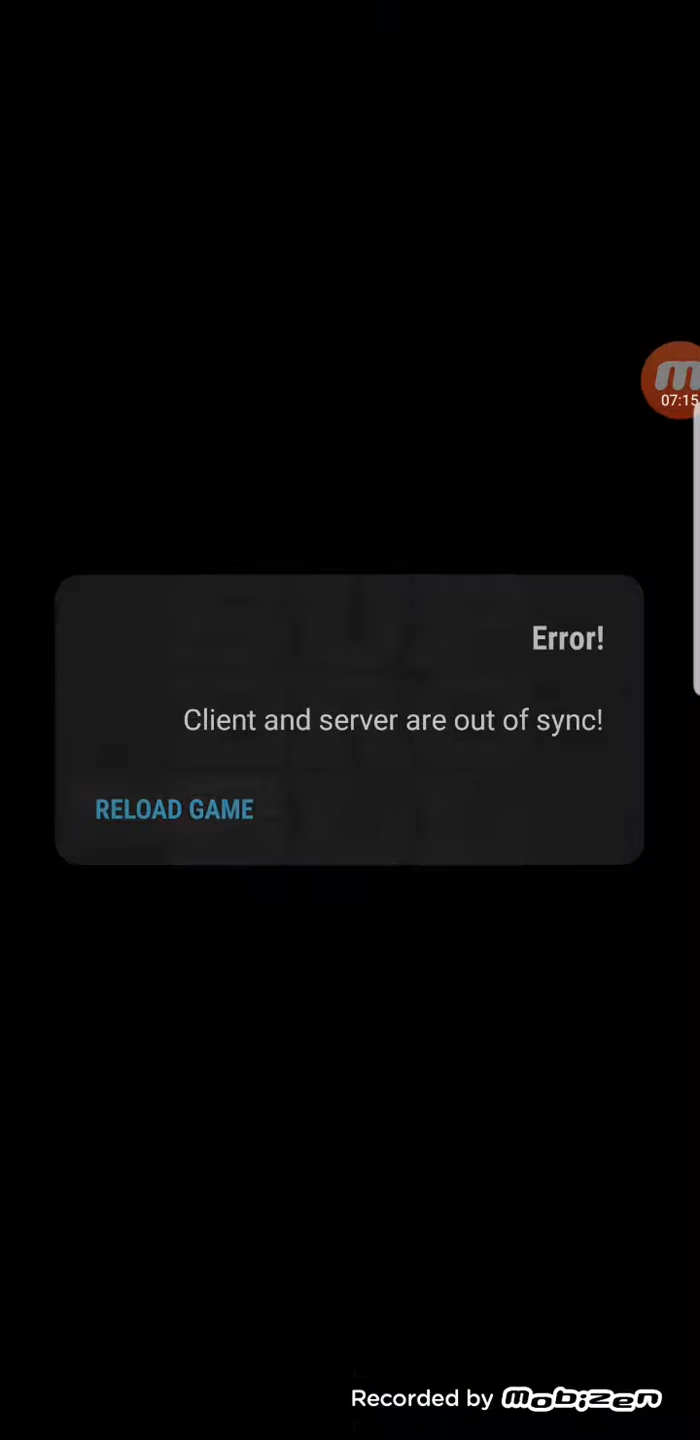 07:15
Error!
Client and server are out of sync!
RELOAD GAME
Recorded by mobizen